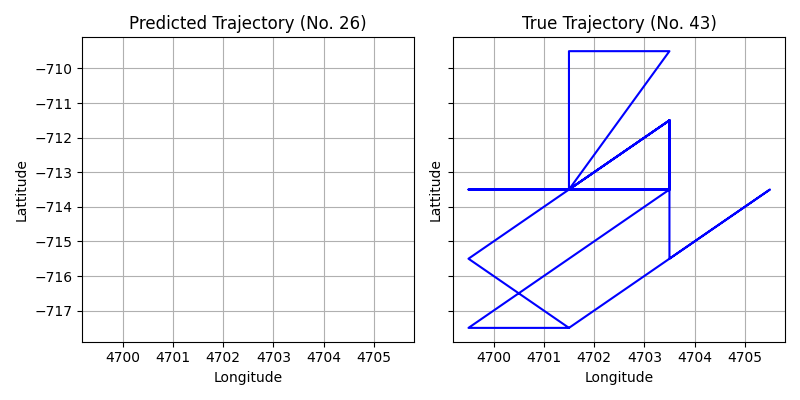 Predicted Trajectory (No. 26)
Lattitude
−710
−711
−712
−713
−714
−715
−716
−717
4700 4701 4702 4703 4704 4705
Longitude
True Trajectory (No. 43)
Lattitude
4700 4701 4702 4703 4704 4705
Longitude